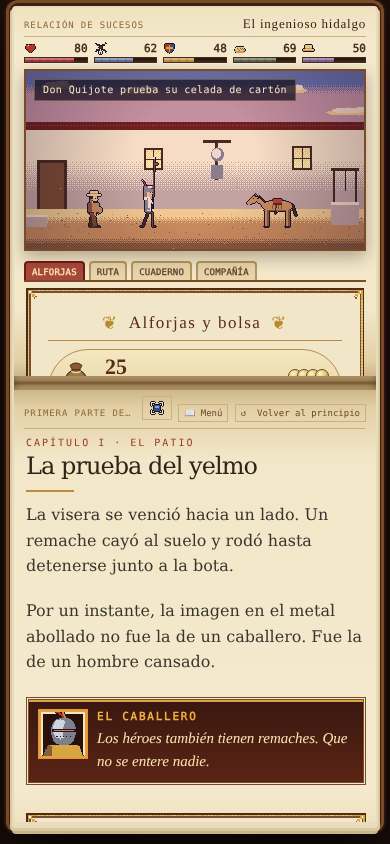 RELACIÓN DE SUCESOS
El ingenioso hidalgo
80 62 48 69 50
Don Quijote prueba su celada de cartón
ALFORJAS RUTA CUADERNO COMPAÑÍA
Alforjas y bolsa
25
PRIMERA PARTE DE… Menú Volver al principio
CAPÍTULO I · EL PATIO
La prueba del yelmo
La visera se venció hacia un lado. Un
remache cayó al suelo y rodó hasta
detenerse junto a la bota.
Por un instante, la imagen en el metal
abollado no fue la de un caballero. Fue la
de un hombre cansado.
EL CABALLERO
Los héroes también tienen remaches. Que
no se entere nadie.